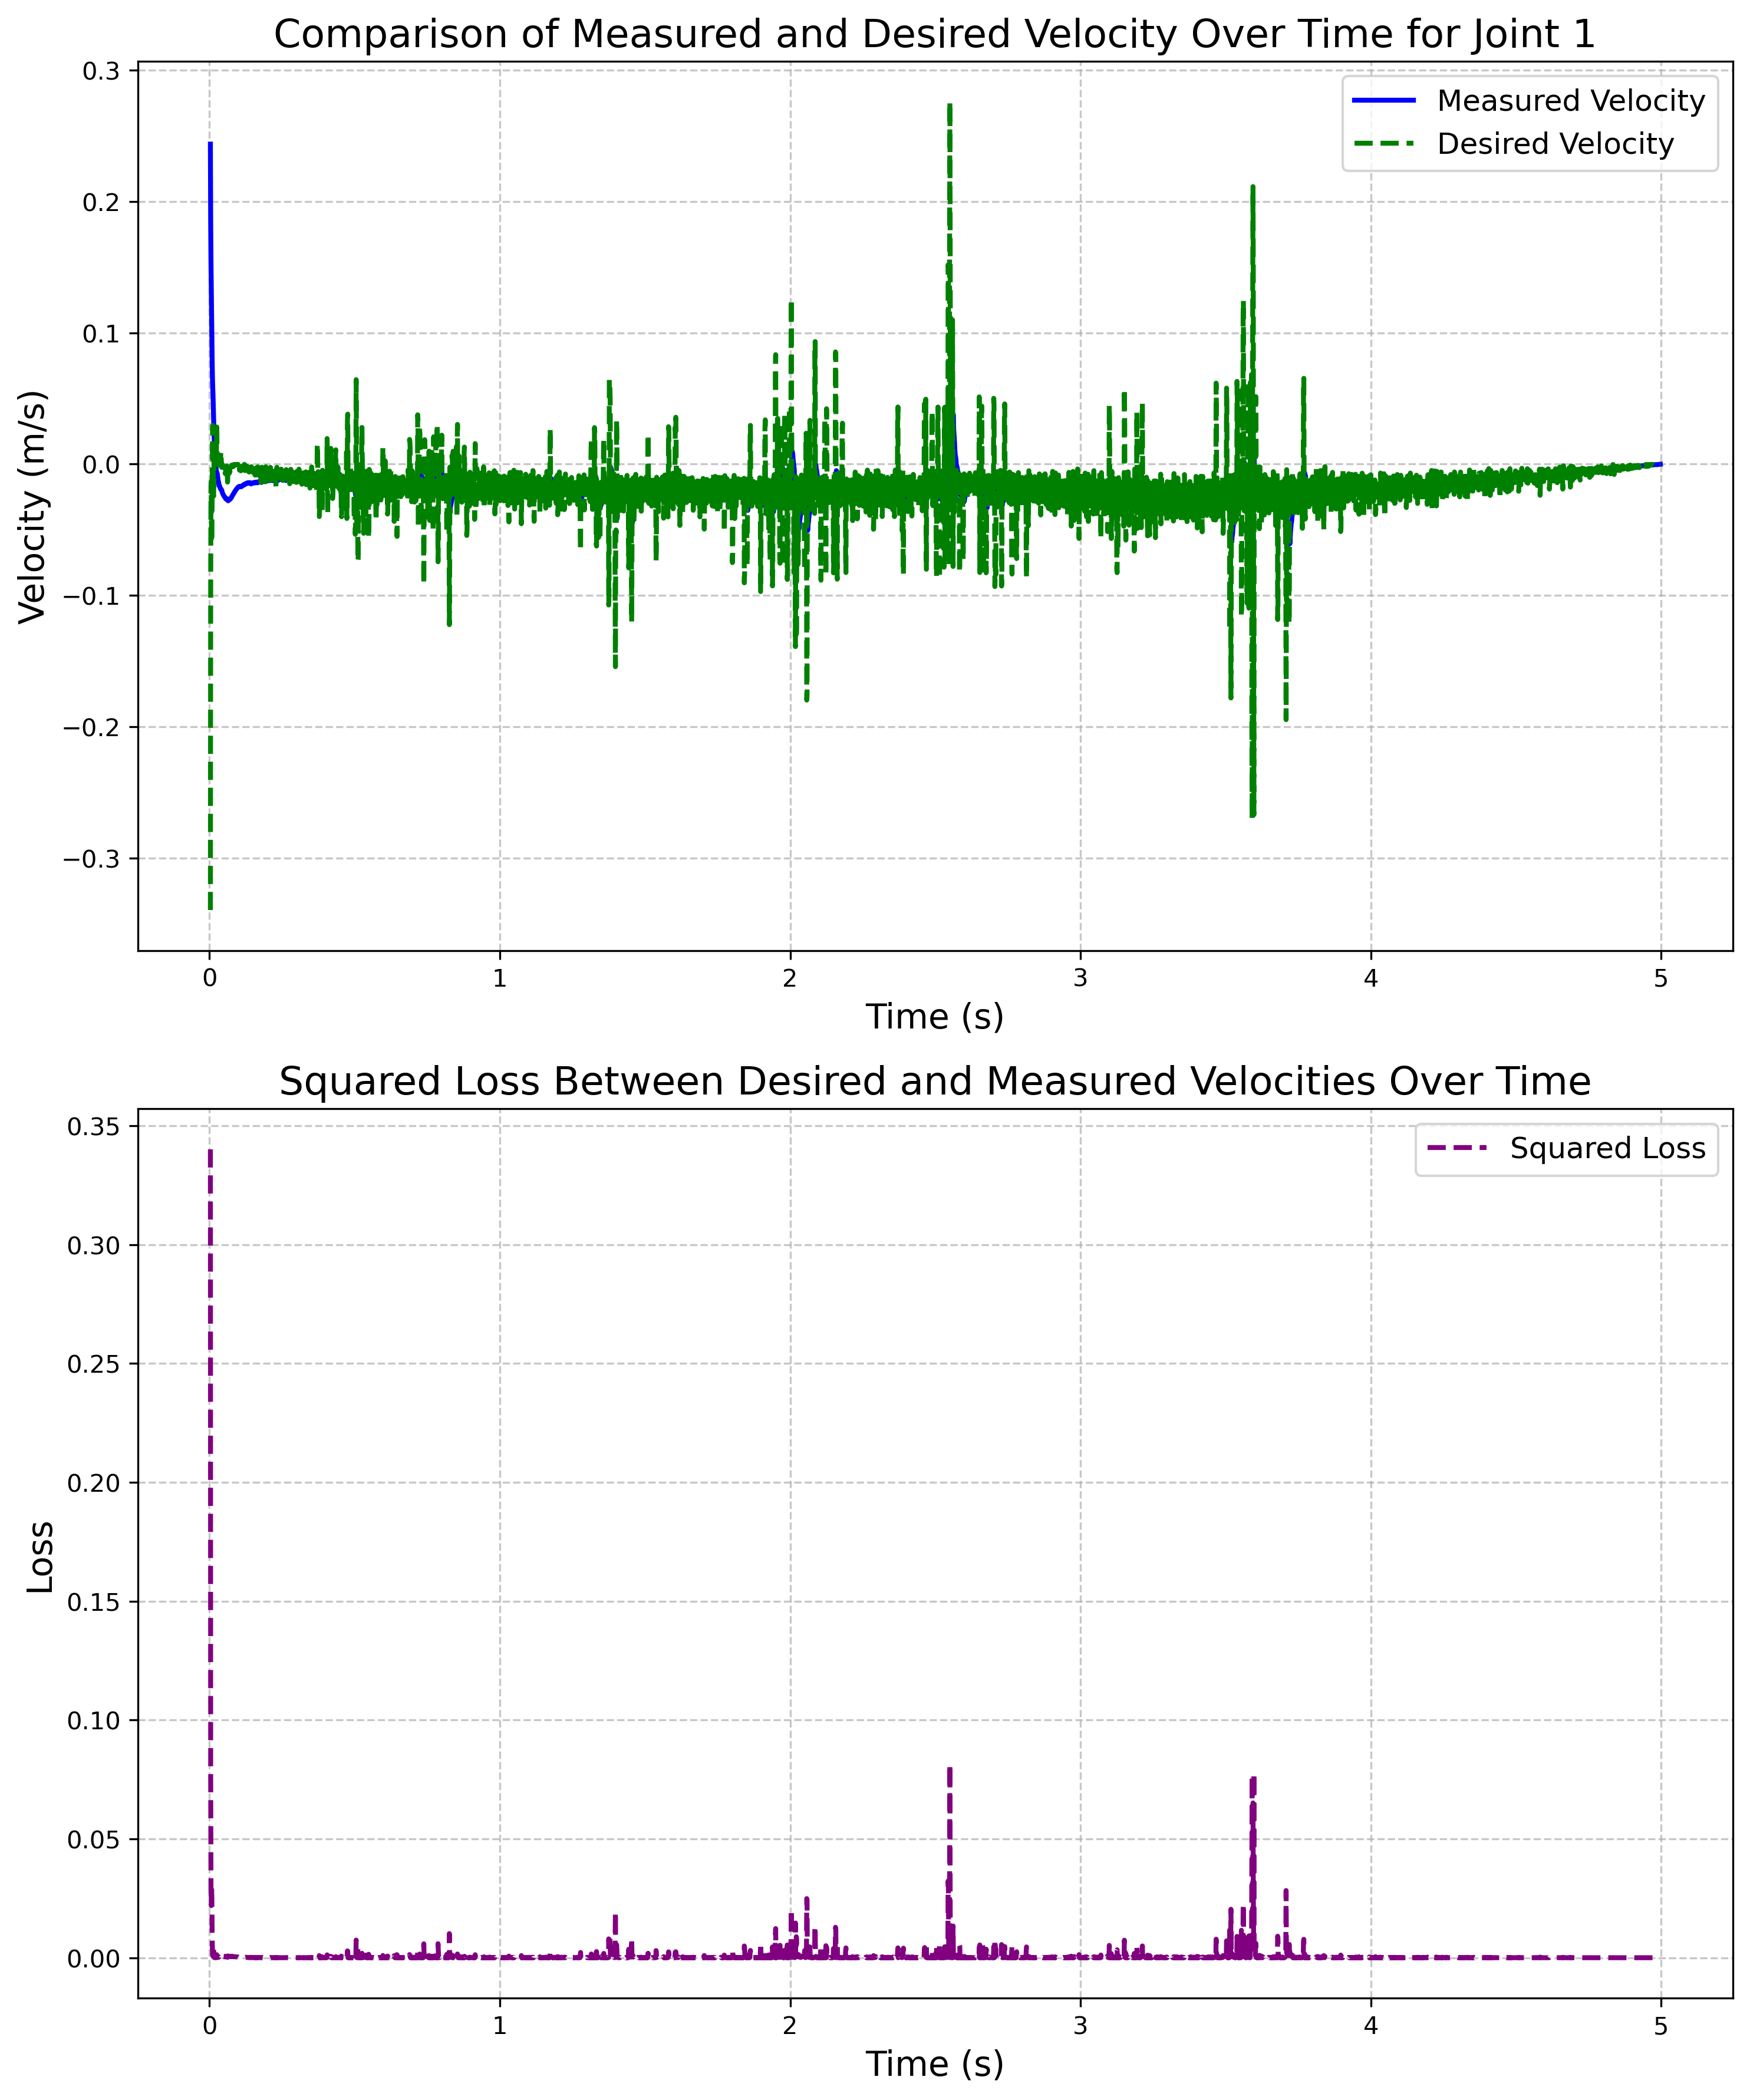 Comparison of Measured and Desired Velocity Over Time for Joint 1
Velocity (m/s)
0.3
0.2
0.1
0.0
−0.1
−0.2
−0.3
Measured Velocity
Desired Velocity
0 1 2 3 4 5
Time (s)
Squared Loss Between Desired and Measured Velocities Over Time
Loss
0.35
0.30
0.25
0.20
0.15
0.10
0.05
0.00
Squared Loss
0 1 2 3 4 5
Time (s)